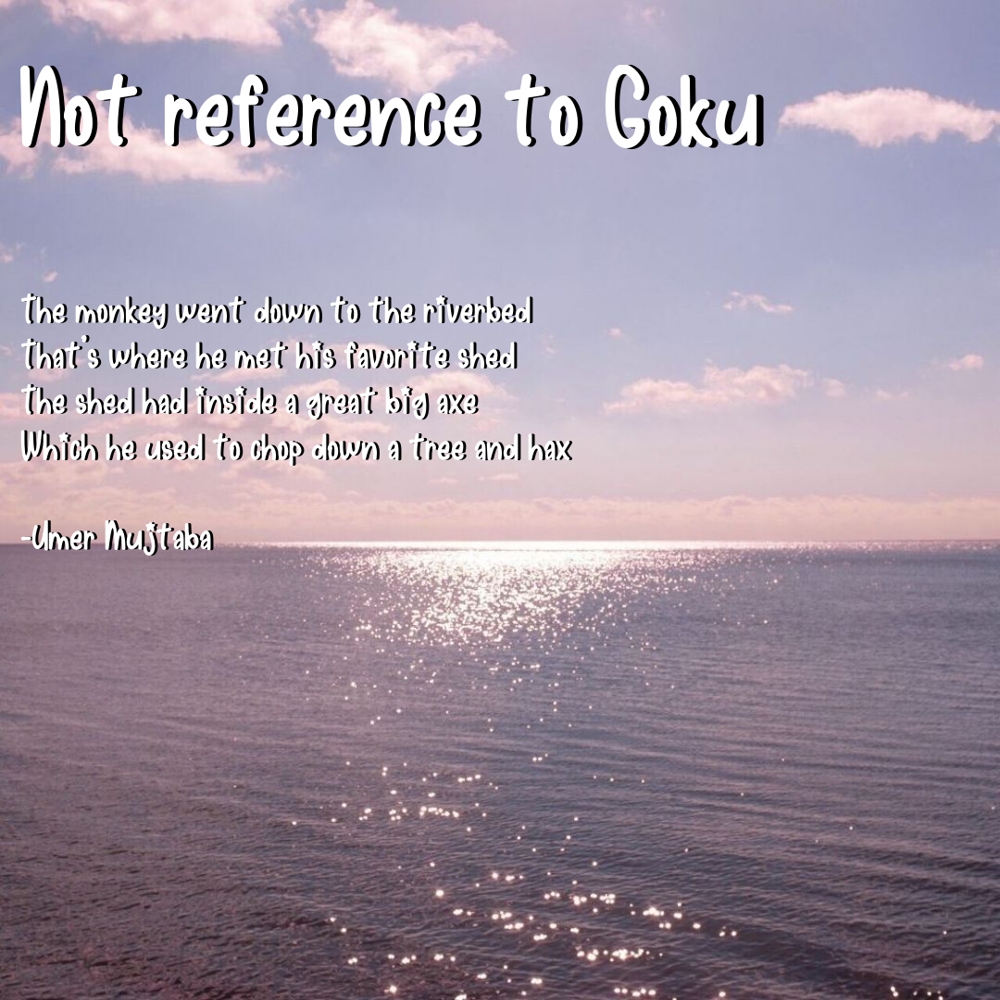 Not reference to Goku
The monkey went down to the riverbed
That's where he met his favorite shed
The shed had inside a great big axe
Which he used to chop down a tree and hax
-Umer Mujtaba